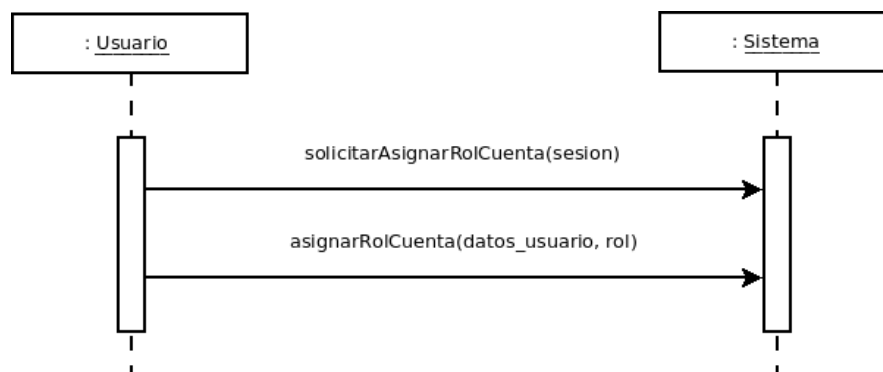 : Usuario
: Sistema
solicitarAsignarRolCuenta(sesion)
asignarRolCuenta(datos_usuario, rol)